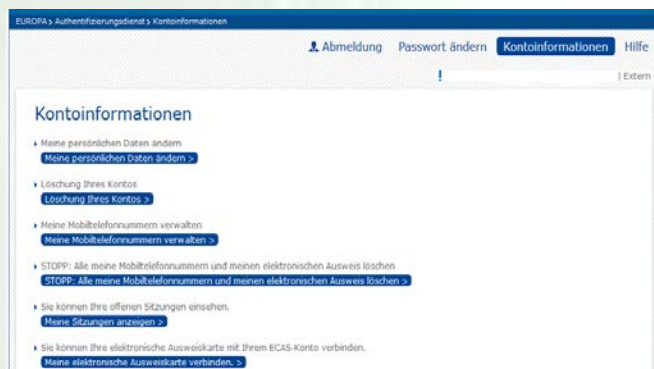 EUROPA > Authentifizierungsdienst > Kontoinformationen
Abmeldung Passwort ändern Kontoinformationen Hilfe
! | Extern
Kontoinformationen
Meine persönlichen Daten ändern
Meine persönlichen Daten ändern >
Löschung Ihres Kontos
Löschung Ihres Kontos >
Meine Mobiltelefonnummern verwalten
Meine Mobiltelefonnummern verwalten >
STOPP: Alle meine Mobiltelefonnummern und meinen elektronischen Ausweis löschen
STOPP: Alle meine Mobiltelefonnummern und meinen elektronischen Ausweis löschen >
Sie können Ihre offenen Sitzungen einsehen.
Meine Sitzungen anzeigen >
Sie können Ihre elektronische Ausweiskarte mit Ihrem ECAS-Konto verbinden.
Meine elektronische Ausweiskarte verbinden. >